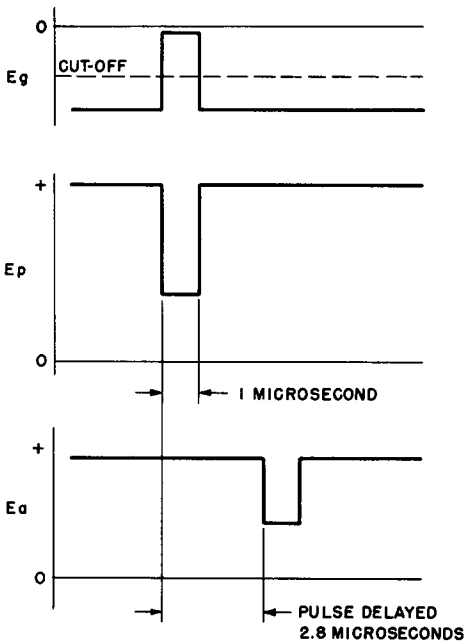 0
CUT-OFF
Eg
+
Ep
0
1 MICROSECOND
+
Ea
0
PULSE DELAYED
2.8 MICROSECONDS